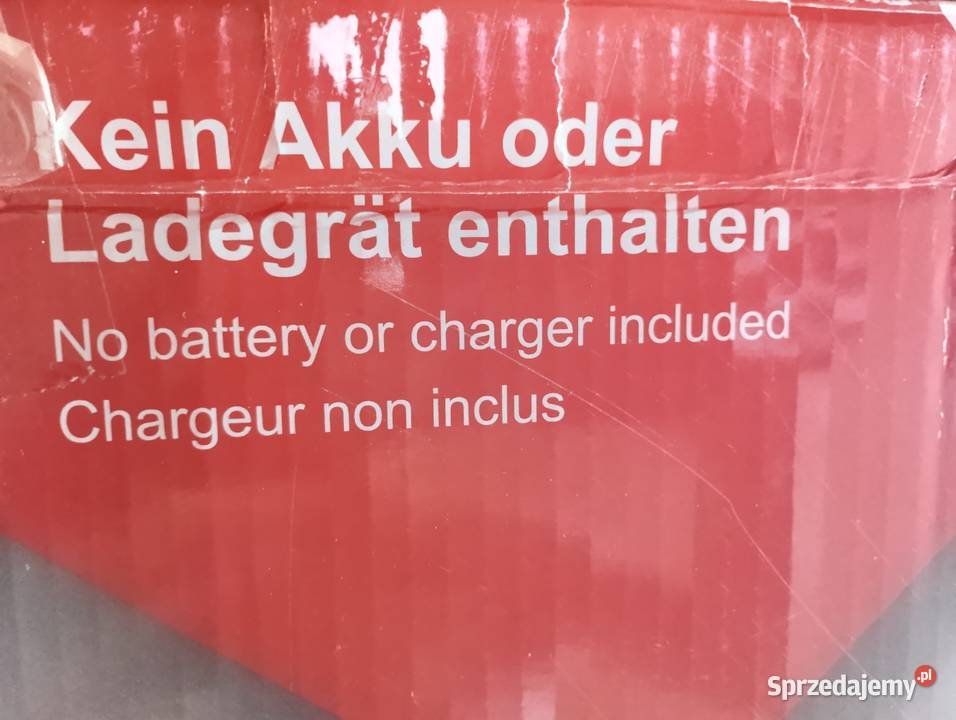 Kein Akku oder
Ladegrät enthalten
No battery or charger included
Chargeur non inclus
Sprzedajemy.pl